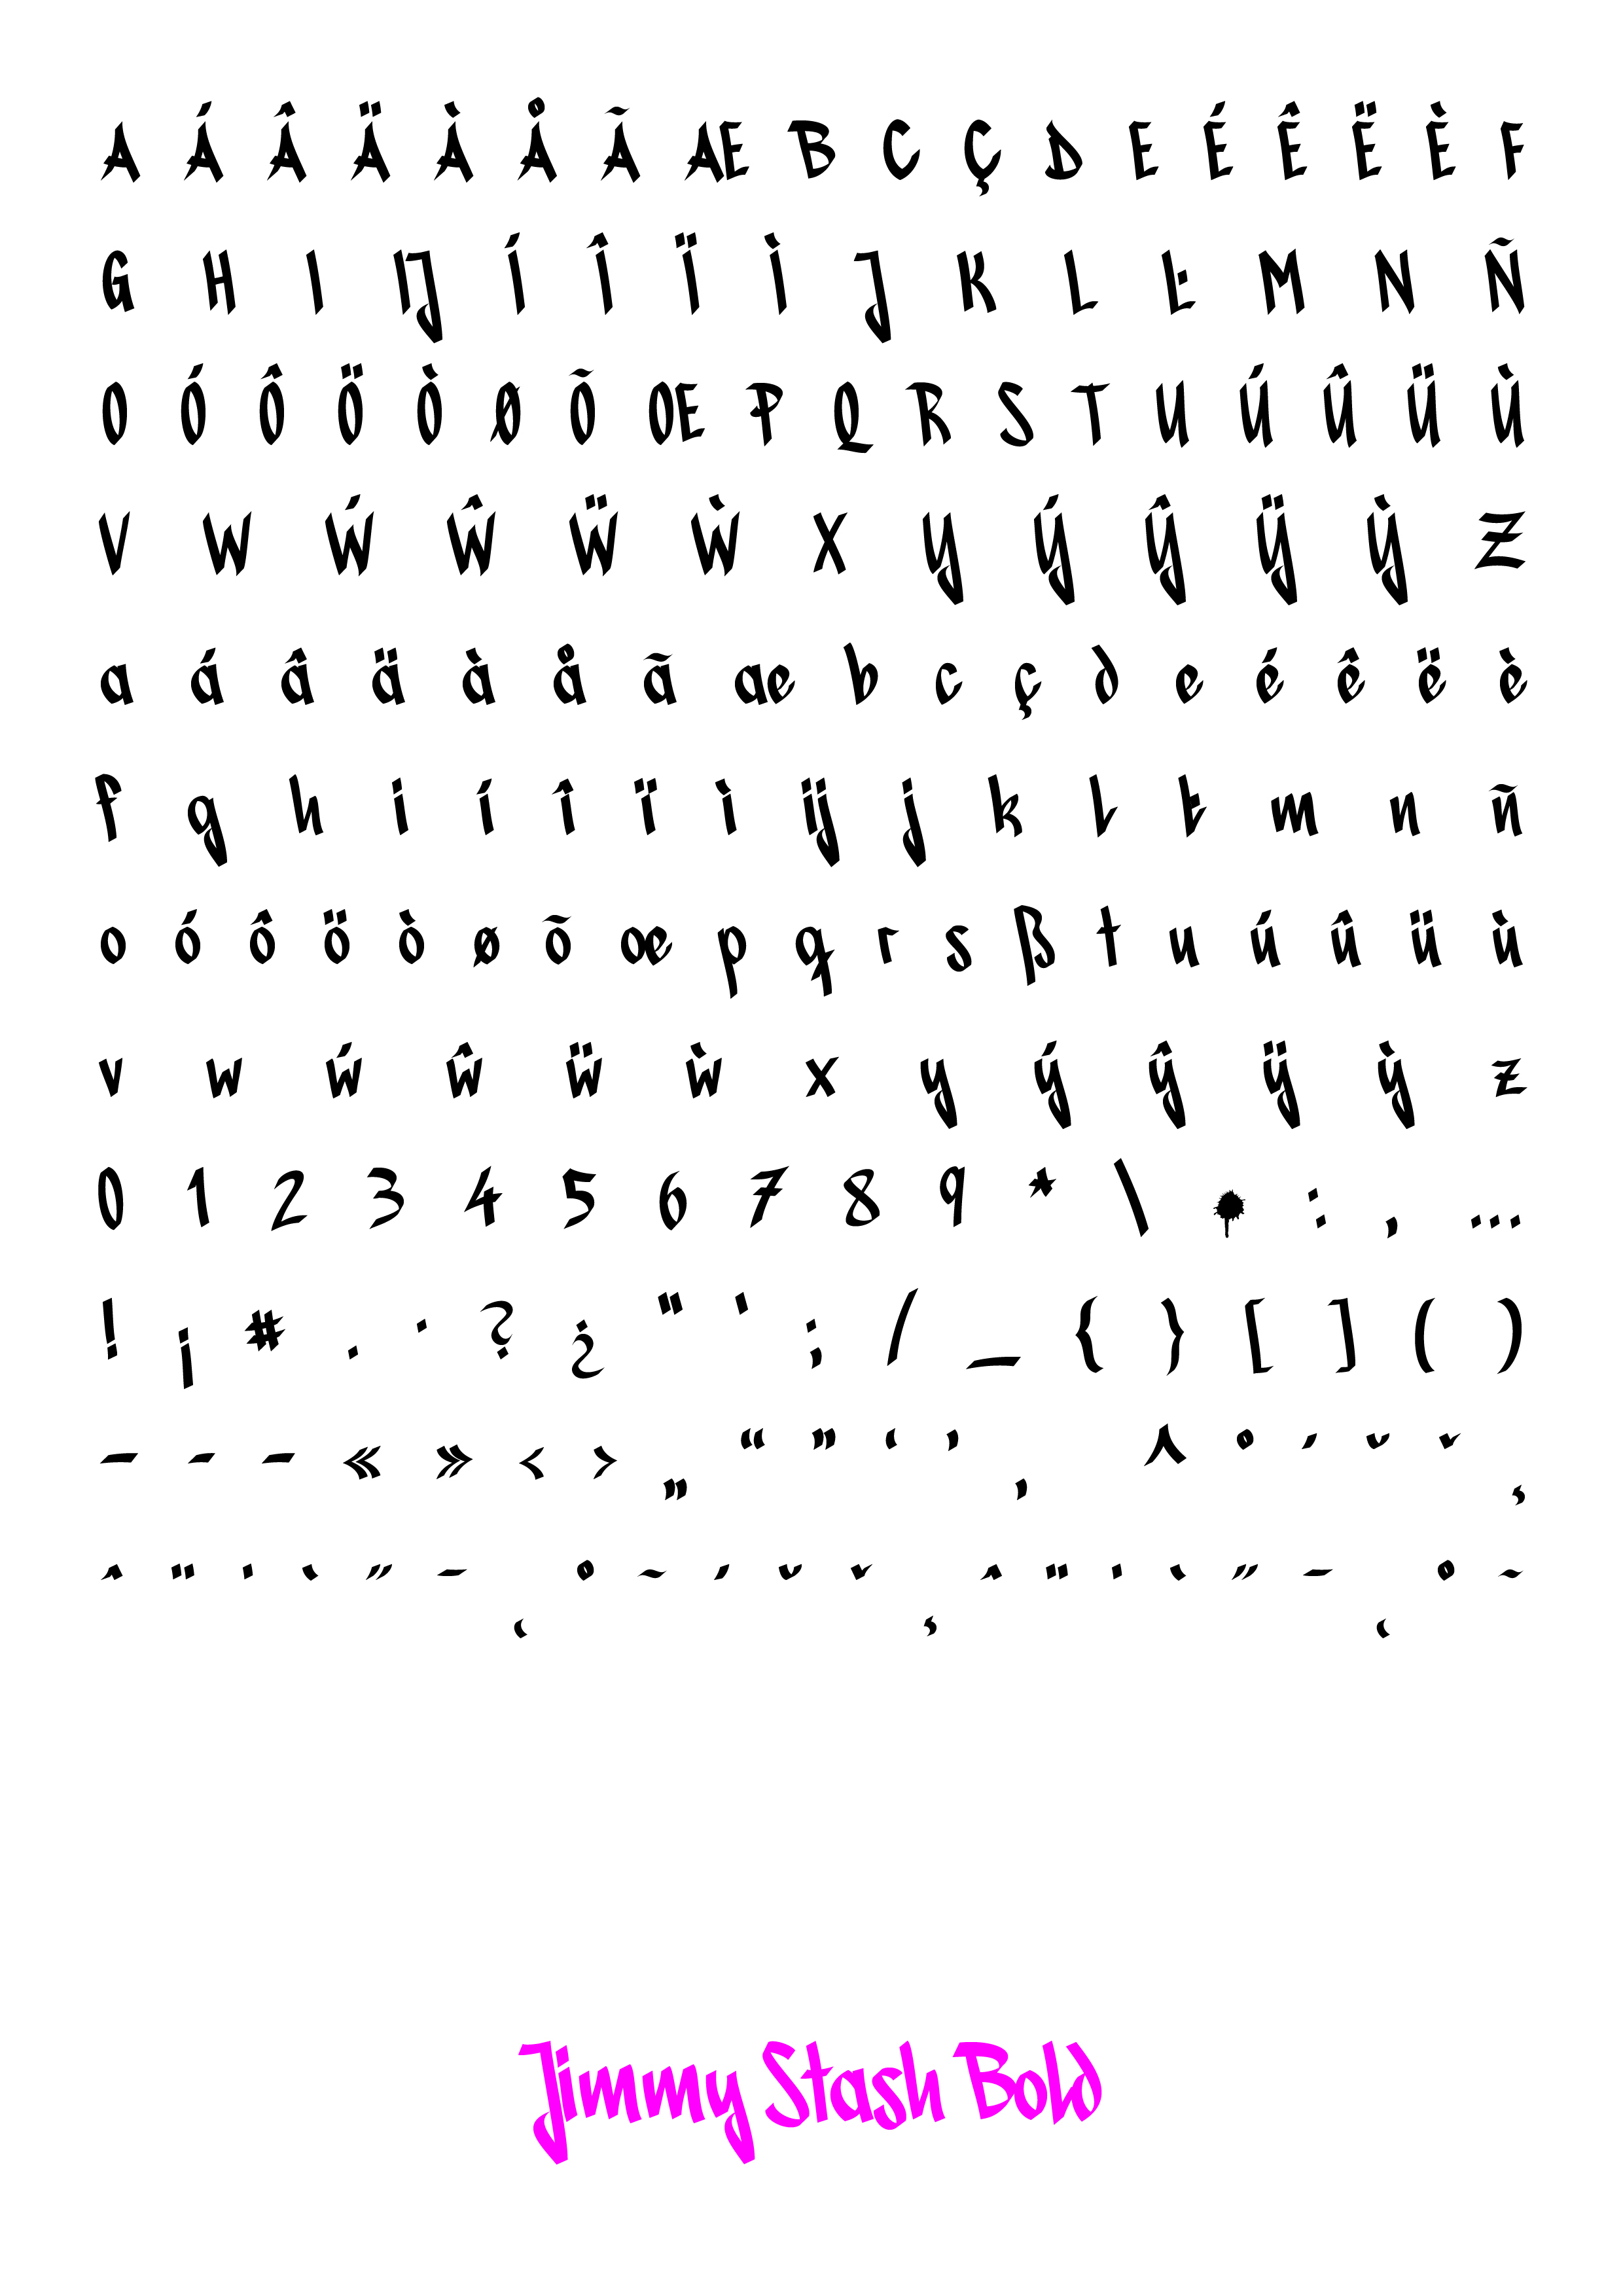 A Á Â Ä À Å Ã Æ B C Ç D E É Ê Ë È F
G H I IJ Í Î Ï Ì J K L Ŀ M N Ñ
O Ó Ô Ö Ò Ø Õ Œ P Q R S T U Ú Û Ü Ù
V W Ẃ Ŵ Ẅ Ẁ X Y Ý Ŷ Ÿ Ỳ Z
a á â ä à å ã æ b c ç d e é ê ë è
f g h i í î ï ì ij j k l ŀ m n ñ
o ó ô ö ò ø õ œ p q r s ß t u ú û ü ù
v w ẃ ŵ ẅ ẁ x y ý ŷ ÿ ỳ z
0 1 2 3 4 5 6 7 8 9 * \ • : , …
! ¡ # . · ? ¿ " ' ; / _ { } [ ] ( )
— - – « » ‹ › „ “ ” ‘ ’ ‚ ^ ° ´ ˘ ˇ ¸
ˆ ¨ ˙ ` ˝ ¯ ˛ ˚ ˜ ´ ˘ ˇ ¸ ˆ ¨ ˙ ` ˝ ¯ ˛ ˚ ˜
Jimmy Stash Bold